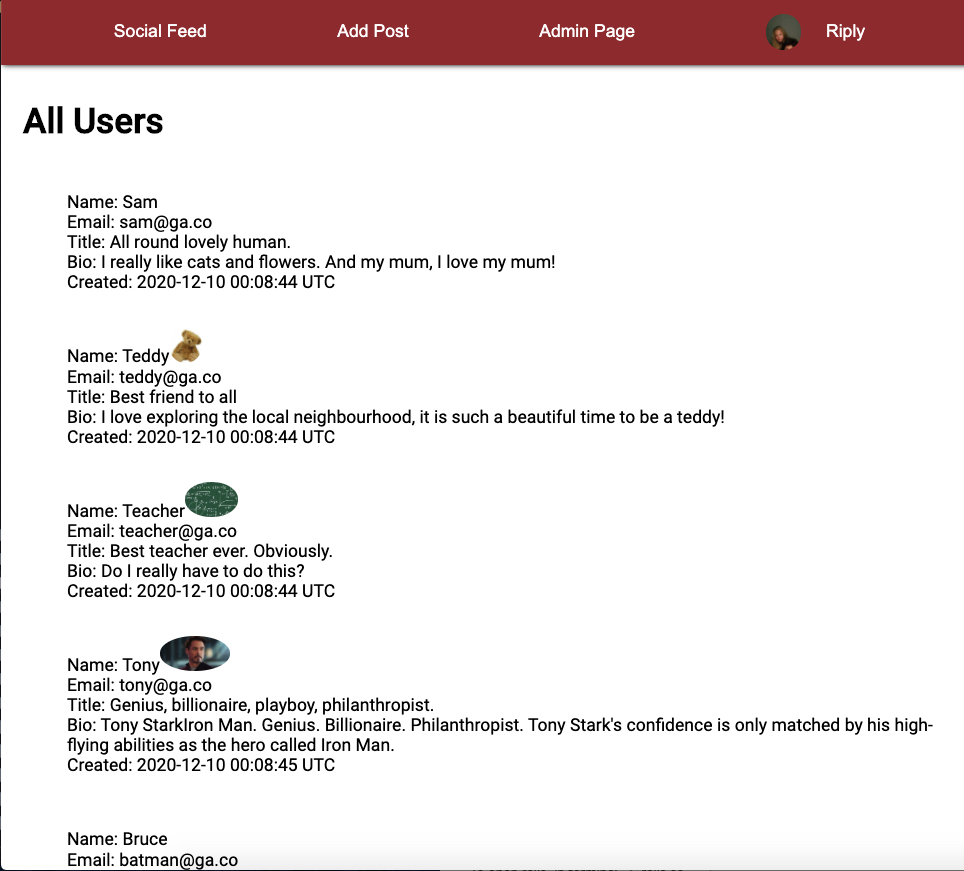 Social Feed Add Post Admin Page Riply
All Users
Name: Sam
Email: sam@ga.co
Title: All round lovely human.
Bio: I really like cats and flowers. And my mum, I love my mum!
Created: 2020-12-10 00:08:44 UTC
Name: Teddy
Email: teddy@ga.co
Title: Best friend to all
Bio: I love exploring the local neighbourhood, it is such a beautiful time to be a teddy!
Created: 2020-12-10 00:08:44 UTC
Name: Teacher
Email: teacher@ga.co
Title: Best teacher ever. Obviously.
Bio: Do I really have to do this?
Created: 2020-12-10 00:08:44 UTC
Name: Tony
Email: tony@ga.co
Title: Genius, billionaire, playboy, philanthropist.
Bio: Tony StarkIron Man. Genius. Billionaire. Philanthropist. Tony Stark's confidence is only matched by his high-
flying abilities as the hero called Iron Man.
Created: 2020-12-10 00:08:45 UTC
Name: Bruce
Email: batman@ga.co